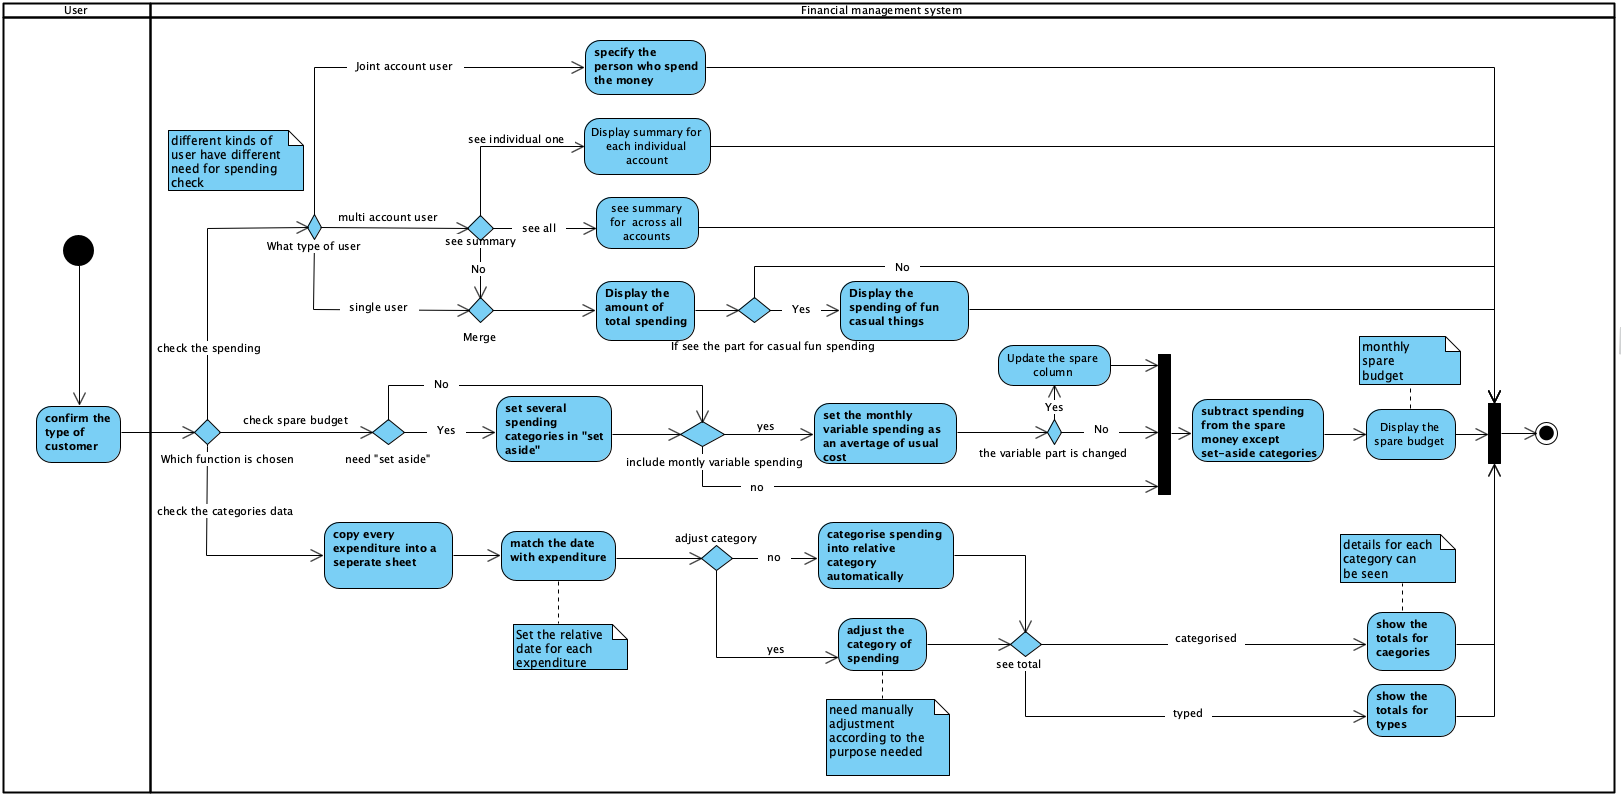 User
Financial management system
Joint account user
specify the
person who spend
the money
different kinds of
user have different
need for spending
check
see individual one
Display summary for
each individual
account
multi account user
What type of user
see summary
see all
see summary
for across all
accounts
No
single user
Merge
Display the
amount of
total spending
No
Yes
If see the part for casual fun spending
Display the
spending of fun
casual things
check the spending
confirm the
type of
customer
Which function is chosen
check spare budget
No
need "set aside"
Yes
set several
spending
categories in "set
aside"
include montly variable spending
yes
no
set the monthly
variable spending as
an avertage of usual
cost
Update the spare
column
Yes
No
the variable part is changed
subtract spending
from the spare
money except
set-aside categories
monthly
spare
budget
Display the
spare budget
check the categories data
copy every
expenditure into a
seperate sheet
match the date
with expenditure
Set the relative
date for each
expenditure
adjust category
no
yes
categorise spending
into relative
category
automatically
adjust the
category of
spending
need manually
adjustment
according to the
purpose needed
see total
categorised
typed
details for each
category can
be seen
show the
totals for
caegories
show the
totals for
types